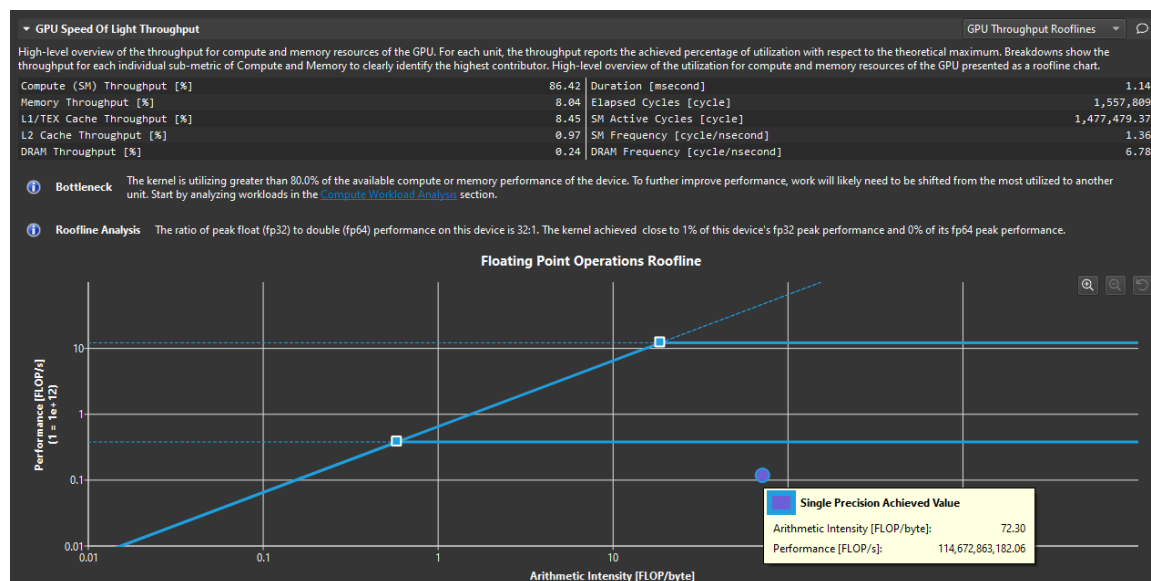 GPU Speed Of Light Throughput
GPU Throughput Rooflines
High-level overview of the throughput for compute and memory resources of the GPU. For each unit, the throughput reports the achieved percentage of utilization with respect to the theoretical maximum. Breakdowns show the
throughput for each individual sub-metric of Compute and Memory to clearly identify the highest contributor. High-level overview of the utilization for compute and memory resources of the GPU presented as a roofline chart.
Compute (SM) Throughput [%] 86.42 Duration [msecond] 1.14
Memory Throughput [%] 8.04 Elapsed Cycles [cycle] 1,557,809
L1/TEX Cache Throughput [%] 8.45 SM Active Cycles [cycle] 1,477,479.37
L2 Cache Throughput [%] 0.97 SM Frequency [cycle/nsecond] 1.36
DRAM Throughput [%] 0.24 DRAM Frequency [cycle/nsecond] 6.78
Bottleneck The kernel is utilizing greater than 80.0% of the available compute or memory performance of the device. To further improve performance, work will likely need to be shifted from the most utilized to another
unit. Start by analyzing workloads in the Compute Workload Analysis section.
Roofline Analysis The ratio of peak float (fp32) to double (fp64) performance on this device is 32:1. The kernel achieved close to 1% of this device's fp32 peak performance and 0% of its fp64 peak performance.
Floating Point Operations Roofline
Performance [FLOP/s]
(1 = 1e+12)
10
1
0.1
0.01
0.01 0.1 1 10
Arithmetic Intensity [FLOP/byte]
Single Precision Achieved Value
Arithmetic Intensity [FLOP/byte]: 72.30
Performance [FLOP/s]: 114,672,863,182.06